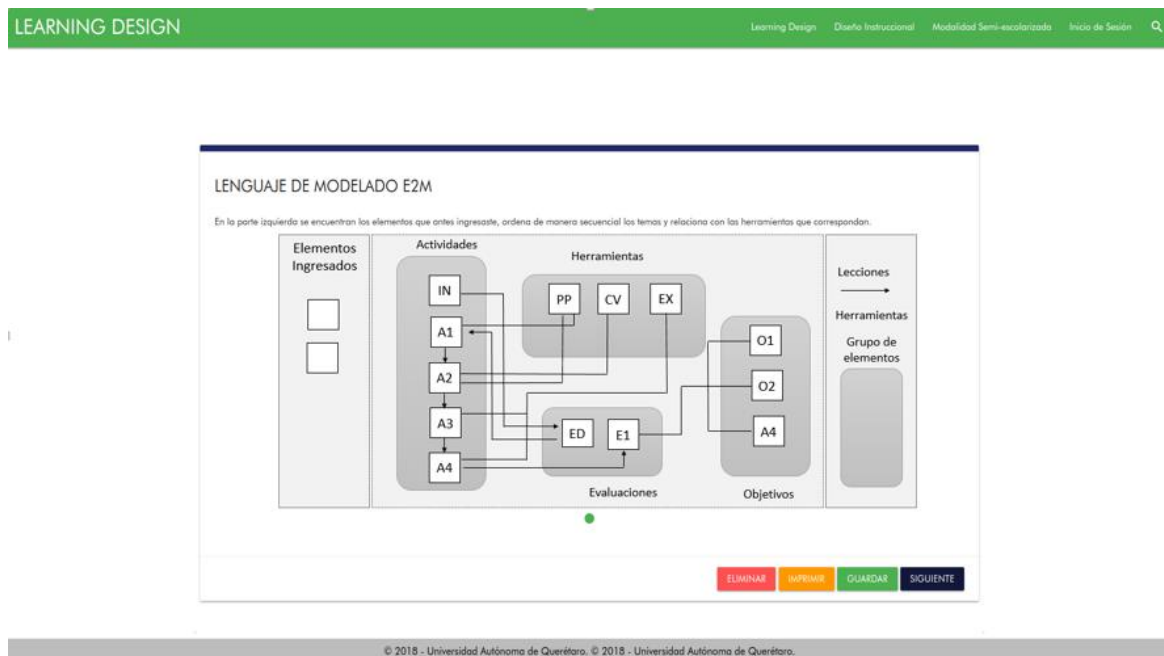 LEARNING DESIGN
Learning Design Diseño Instruccional Modalidad Semi-escolarizada Inicio de Sesión
LENGUAJE DE MODELADO E2M
En la parte izquierda se encuentran los elementos que antes ingresaste, ordena de manera secuencial los temas y relaciona con las herramientas que correspondan.
Elementos
Ingresados
Actividades
IN
A1
A2
A3
A4
Herramientas
PP CV EX
ED E1
Evaluaciones
O1
O2
A4
Objetivos
Lecciones
Herramientas
Grupo de
elementos
ELIMINAR IMPRIMIR GUARDAR SIGUIENTE
© 2018 - Universidad Autónoma de Querétaro. © 2018 - Universidad Autónoma de Querétaro.